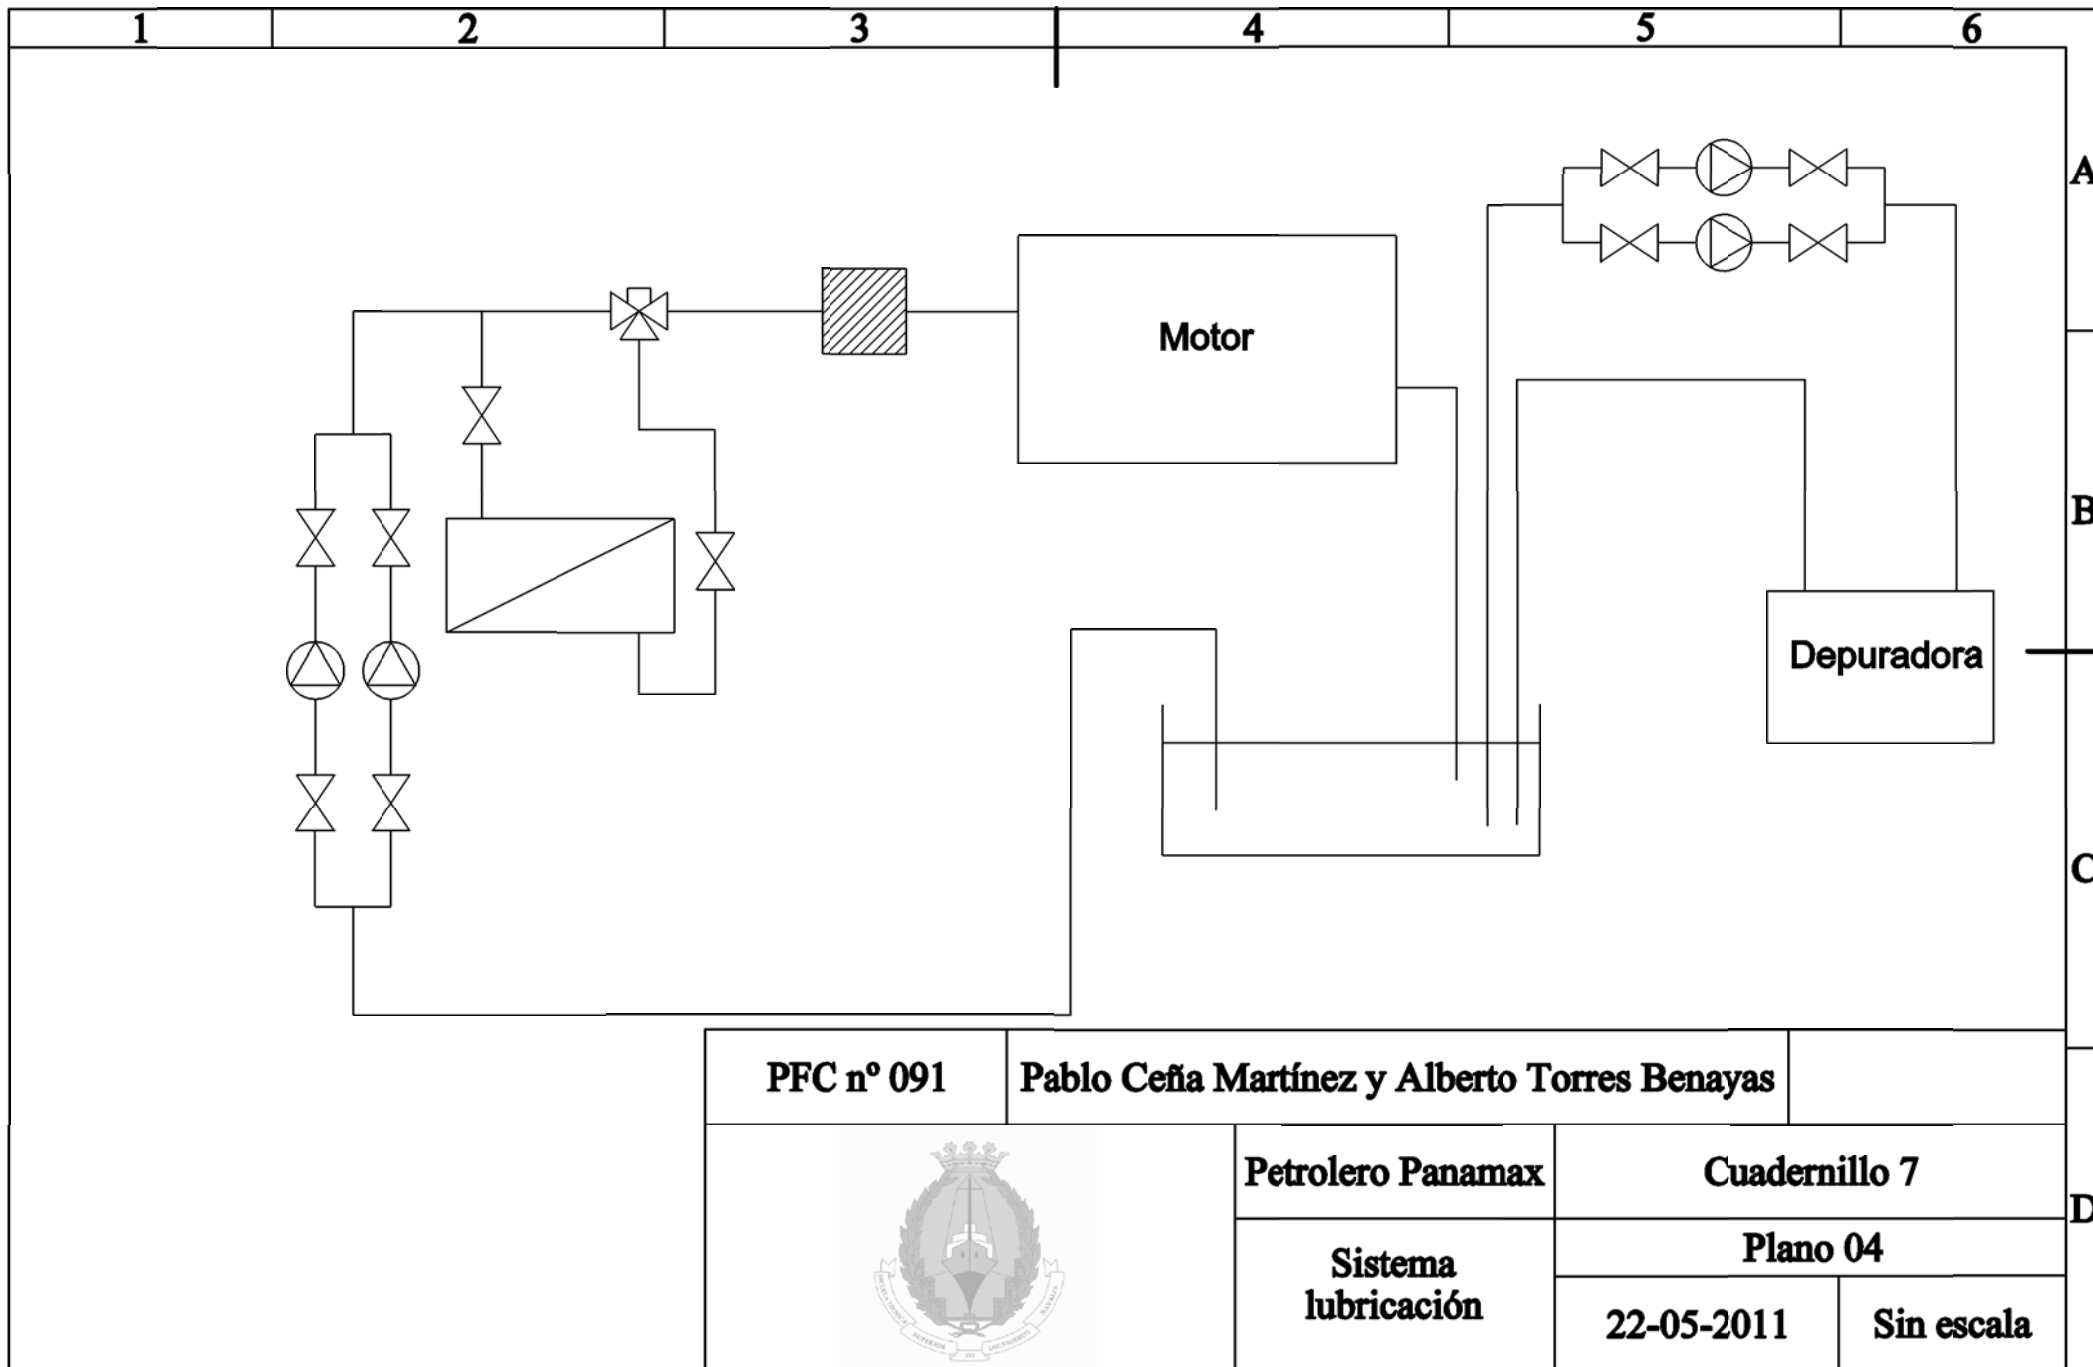 1 2 3 4 5 6
A
Motor
B
Depuradora
C
PFC nº 091 Pablo Ceña Martínez y Alberto Torres Benayas
Petrolero Panamax Cuadernillo 7
D
Plano 04
Sistema
lubricación
22-05-2011 Sin escala